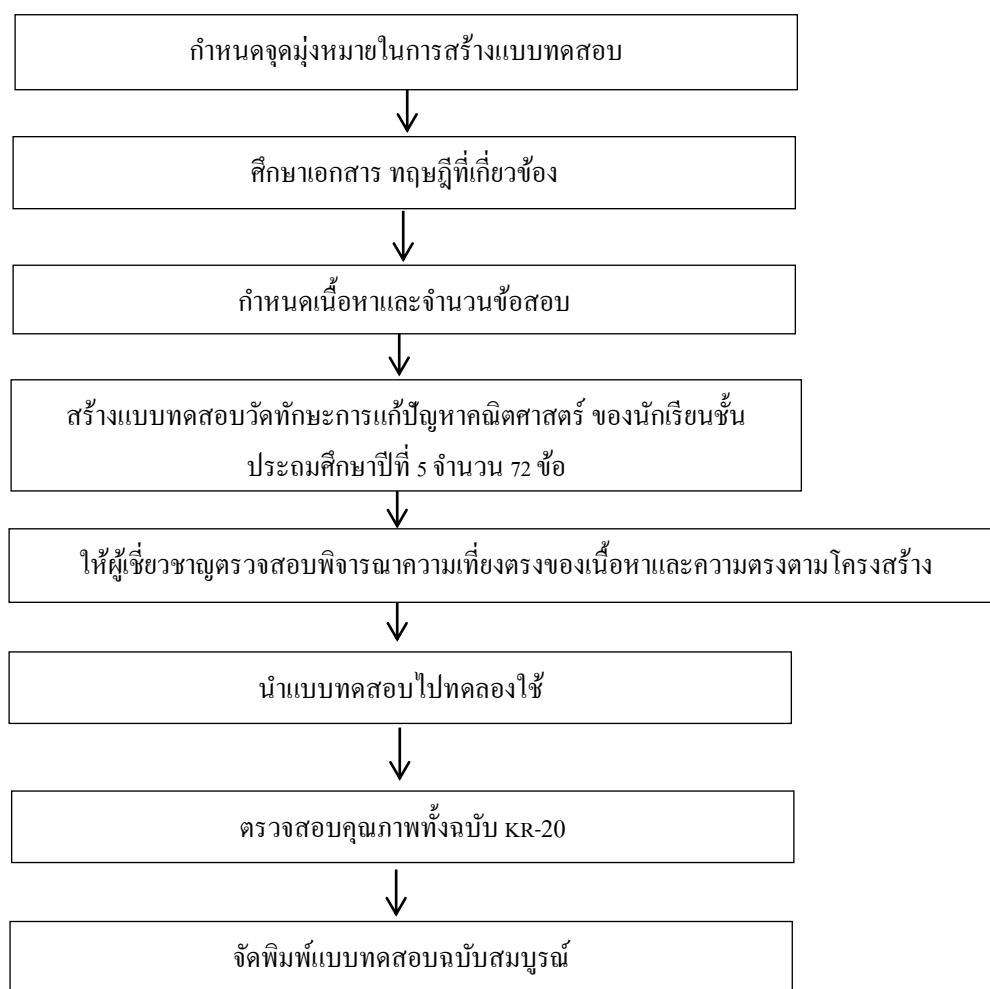 กำหนดจุดมุ่งหมายในการสร้างแบบทดสอบ
ศึกษาเอกสาร ทฤษฎีที่เกี่ยวข้อง
กำหนดเนื้อหาและจำนวนข้อสอบ
สร้างแบบทดสอบวัดทักษะการแก้ปัญหาคณิตศาสตร์ ของนักเรียนชั้น
ประถมศึกษาปีที่ 5 จำนวน 72 ข้อ
ให้ผู้เชี่ยวชาญตรวจสอบพิจารณาความเที่ยงตรงของเนื้อหาและความตรงตามโครงสร้าง
นำแบบทดสอบไปทดลองใช้
ตรวจสอบคุณภาพทั้งฉบับ KR-20
จัดพิมพ์แบบทดสอบฉบับสมบูรณ์